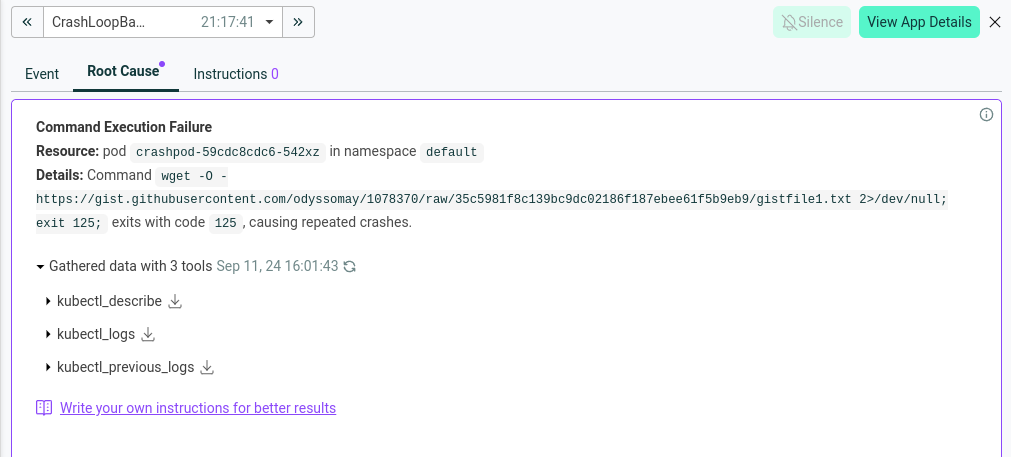 « CrashLoopBa... 21:17:41 » Silence View App Details
Event Root Cause Instructions 0
Command Execution Failure
Resource: pod crashpod-59cdc8cdc6-542xz in namespace default
Details: Command wget -O -
https://gist.githubusercontent.com/odyssomay/1078370/raw/35c5981f8c139bc9dc02186f187ebee61f5b9eb9/gistfile1.txt 2>/dev/null;
exit 125; exits with code 125, causing repeated crashes.
Gathered data with 3 tools Sep 11, 24 16:01:43
kubectl_describe
kubectl_logs
kubectl_previous_logs
Write your own instructions for better results